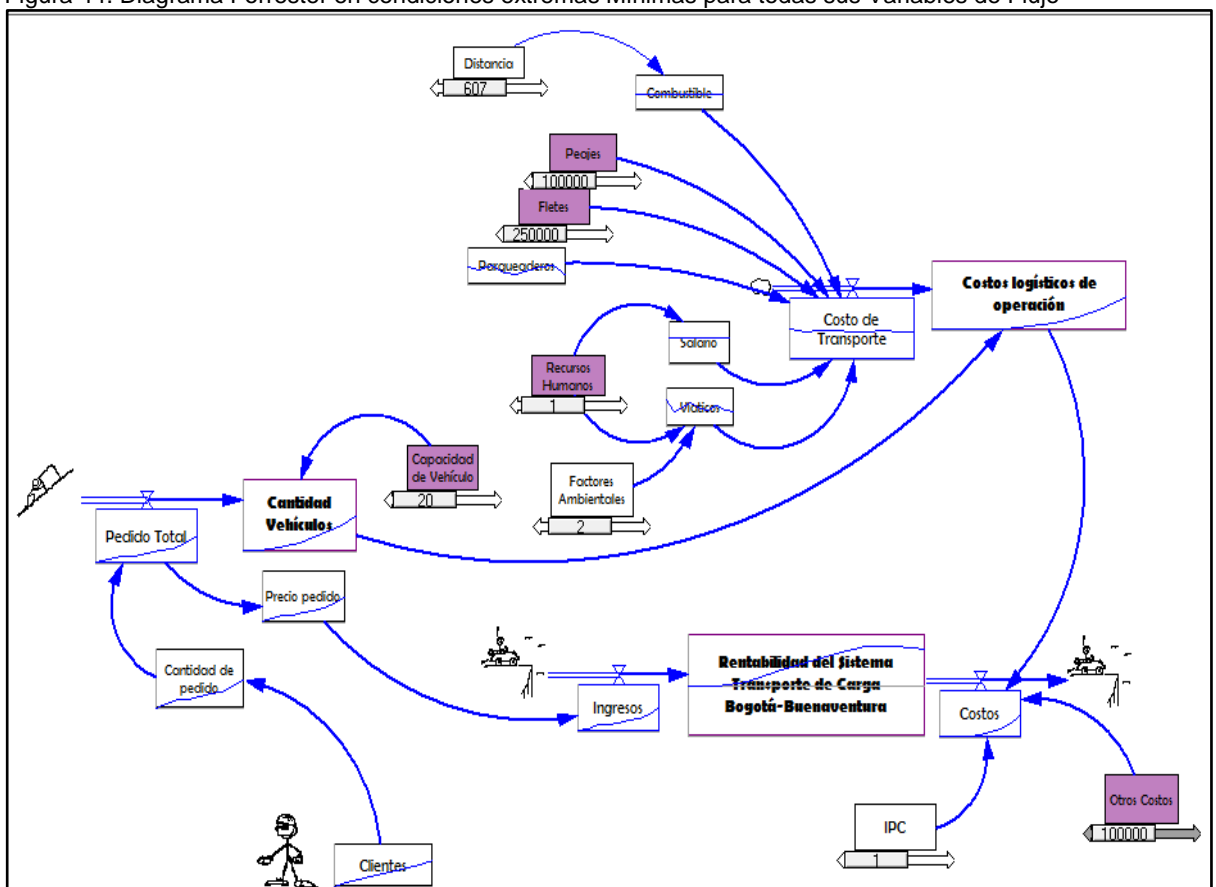 Figura Diagrama Forrester en condiciones extremas Mínimas para todas sus Variables de Flujo
Distancia
607
Combustible
Peajes
100000
Fletes
250000
Parqueaderos
Costos logísticos de
operación
Costo de
Transporte
Salario
Recursos
Humanos
1
Viáticos
Capacidad
de Vehículo
20
Factores
Ambientales
2
Cantidad
Vehículos
Pedido Total
Precio pedido
Cantidad de
pedido
Rentabilidad del Sistema
Transporte de Carga
Bogotá-Buenaventura
Ingresos
Costos
Otros Costos
100000
IPC
1
Clientes